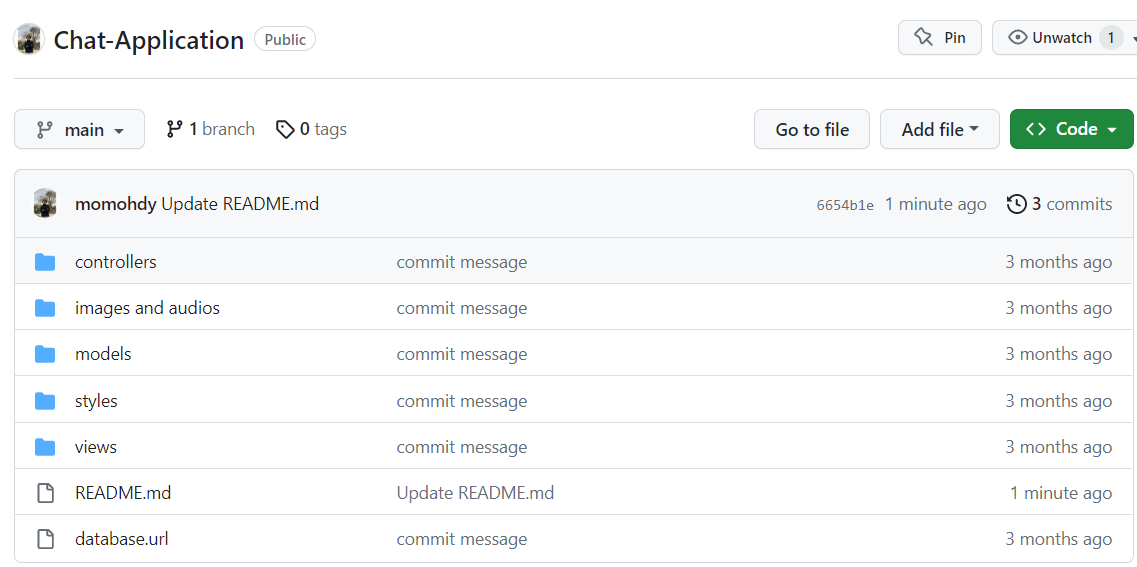 Chat-Application Public Pin Unwatch 1
main 1 branch 0 tags Go to file Add file <> Code
momohdy Update README.md 6654b1e 1 minute ago 3 commits
controllers commit message 3 months ago
images and audios commit message 3 months ago
models commit message 3 months ago
styles commit message 3 months ago
views commit message 3 months ago
README.md Update README.md 1 minute ago
database.url commit message 3 months ago